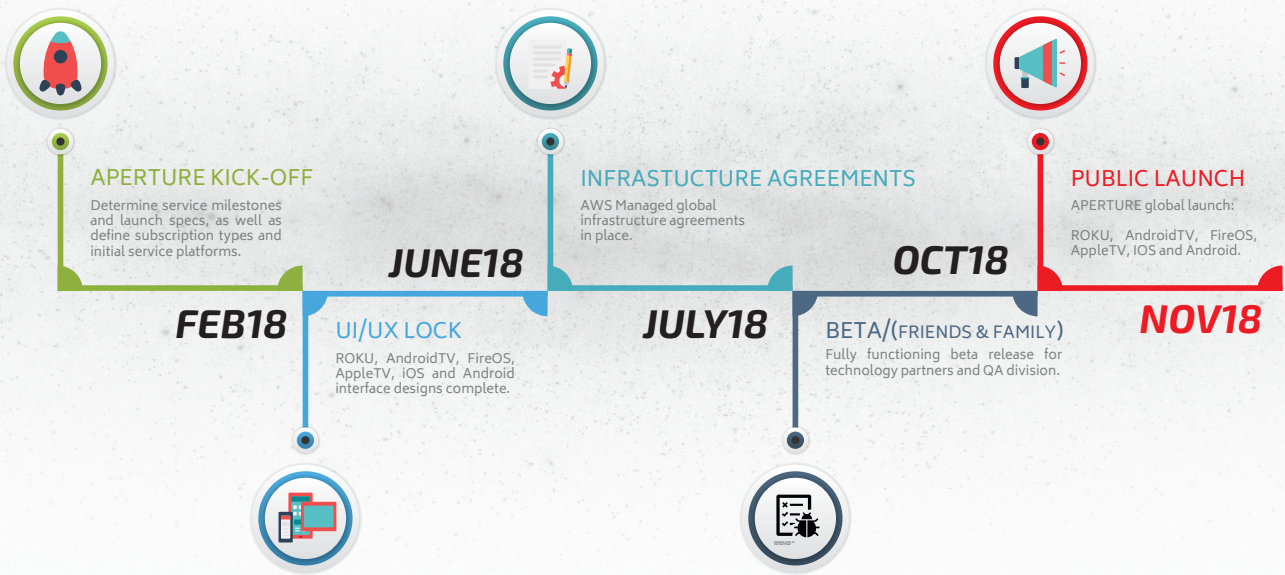 APERTURE KICK-OFF
Determine service milestones
and launch specs, as well as
define subscription types and
initial service platforms.
FEB18
JUNE18
UI/UX LOCK
ROKU, AndroidTV, FireOS,
AppleTV, iOS and Android
interface designs complete.
INFRASTUCTURE AGREEMENTS
AWS Managed global
infrastructure agreements
in place.
JULY18
OCT18
BETA/(FRIENDS & FAMILY)
Fully functioning beta release for
technology partners and QA division.
PUBLIC LAUNCH
APERTURE global launch:
ROKU, AndroidTV, FireOS,
AppleTV, IOS and Android.
NOV18